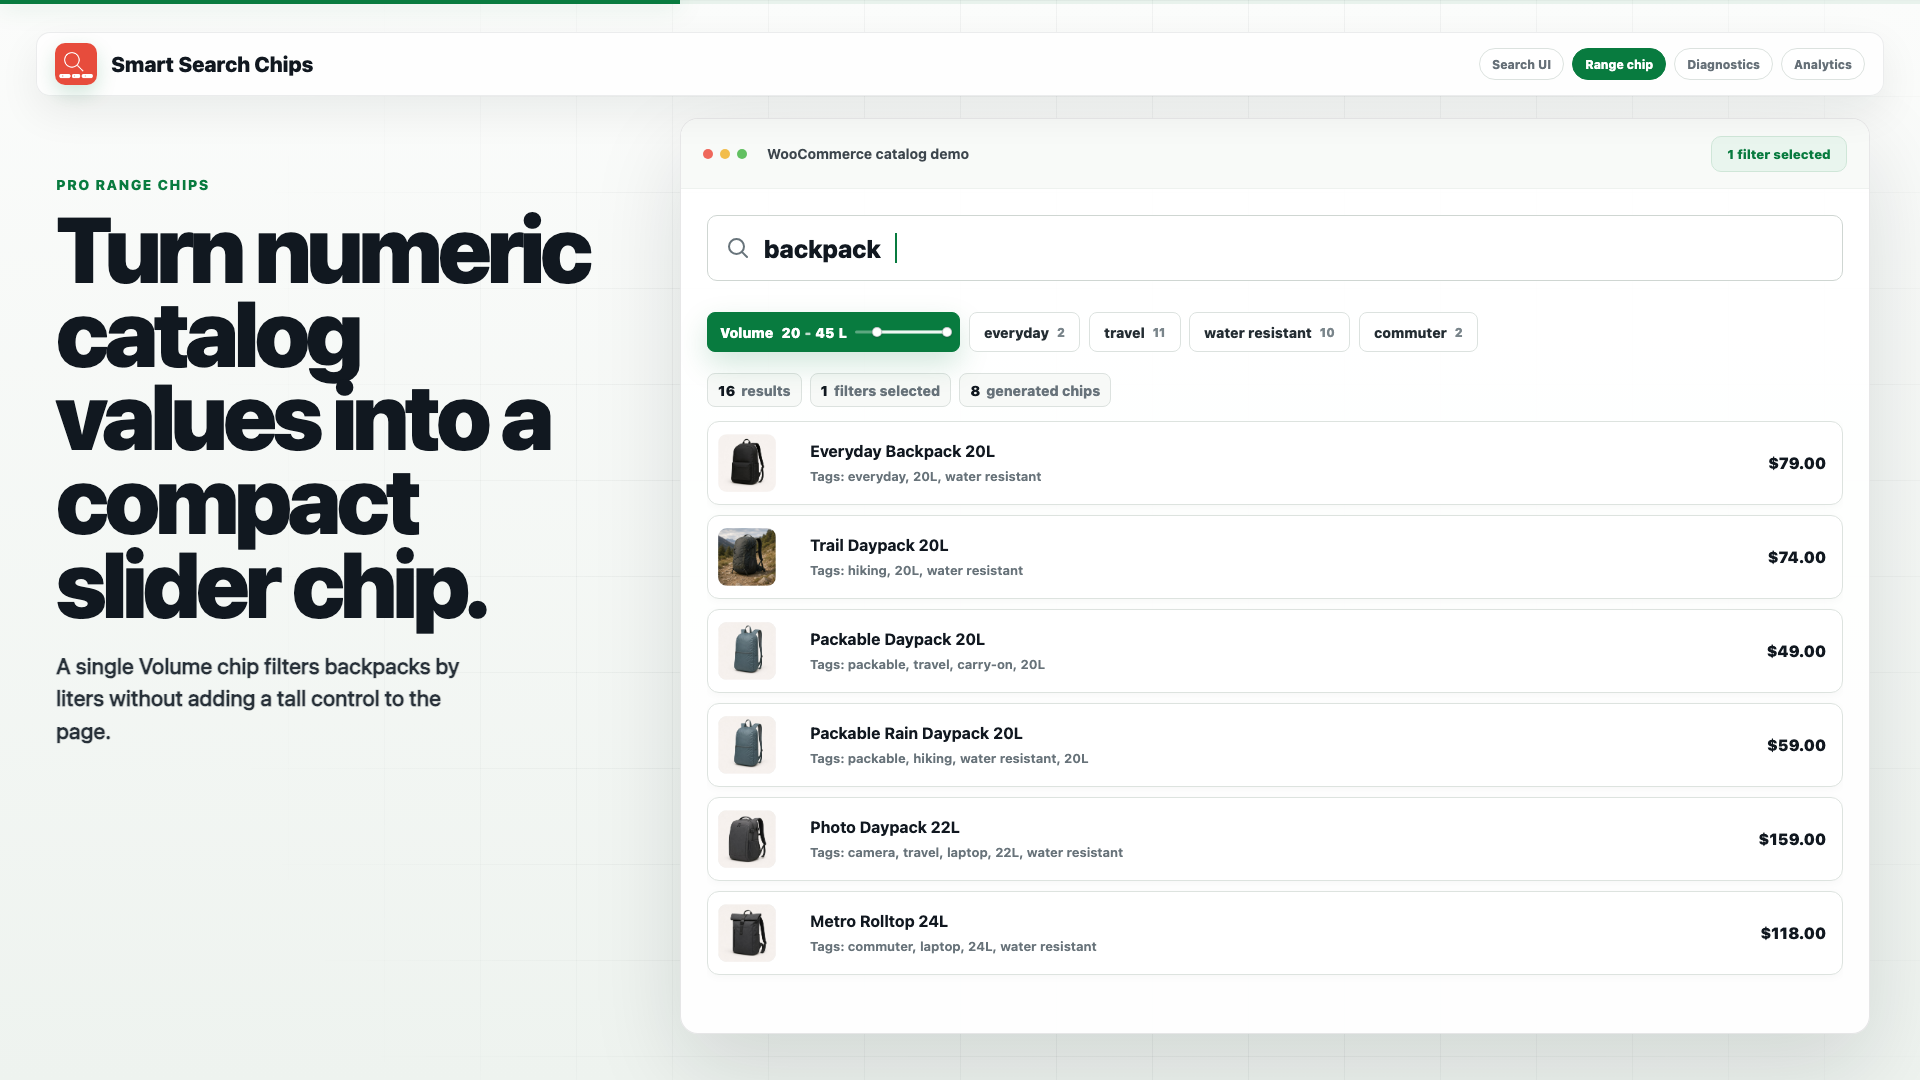 Smart Search Chips
Search UI
Range chip
Diagnostics
Analytics
PRO RANGE CHIPS
Turn numeric
catalog
values into a
compact
slider chip.
A single Volume chip filters backpacks by
liters without adding a tall control to the
page.
WooCommerce catalog demo
1 filter selected
backpack
Volume 20 - 45 L
everyday 2
travel 11
water resistant 10
commuter 2
16 results
1 filters selected
8 generated chips
Everyday Backpack 20L
Tags: everyday, 20L, water resistant
$79.00
Trail Daypack 20L
Tags: hiking, 20L, water resistant
$74.00
Packable Daypack 20L
Tags: packable, travel, carry-on, 20L
$49.00
Packable Rain Daypack 20L
Tags: packable, hiking, water resistant, 20L
$59.00
Photo Daypack 22L
Tags: camera, travel, laptop, 22L, water resistant
$159.00
Metro Rolltop 24L
Tags: commuter, laptop, 24L, water resistant
$118.00